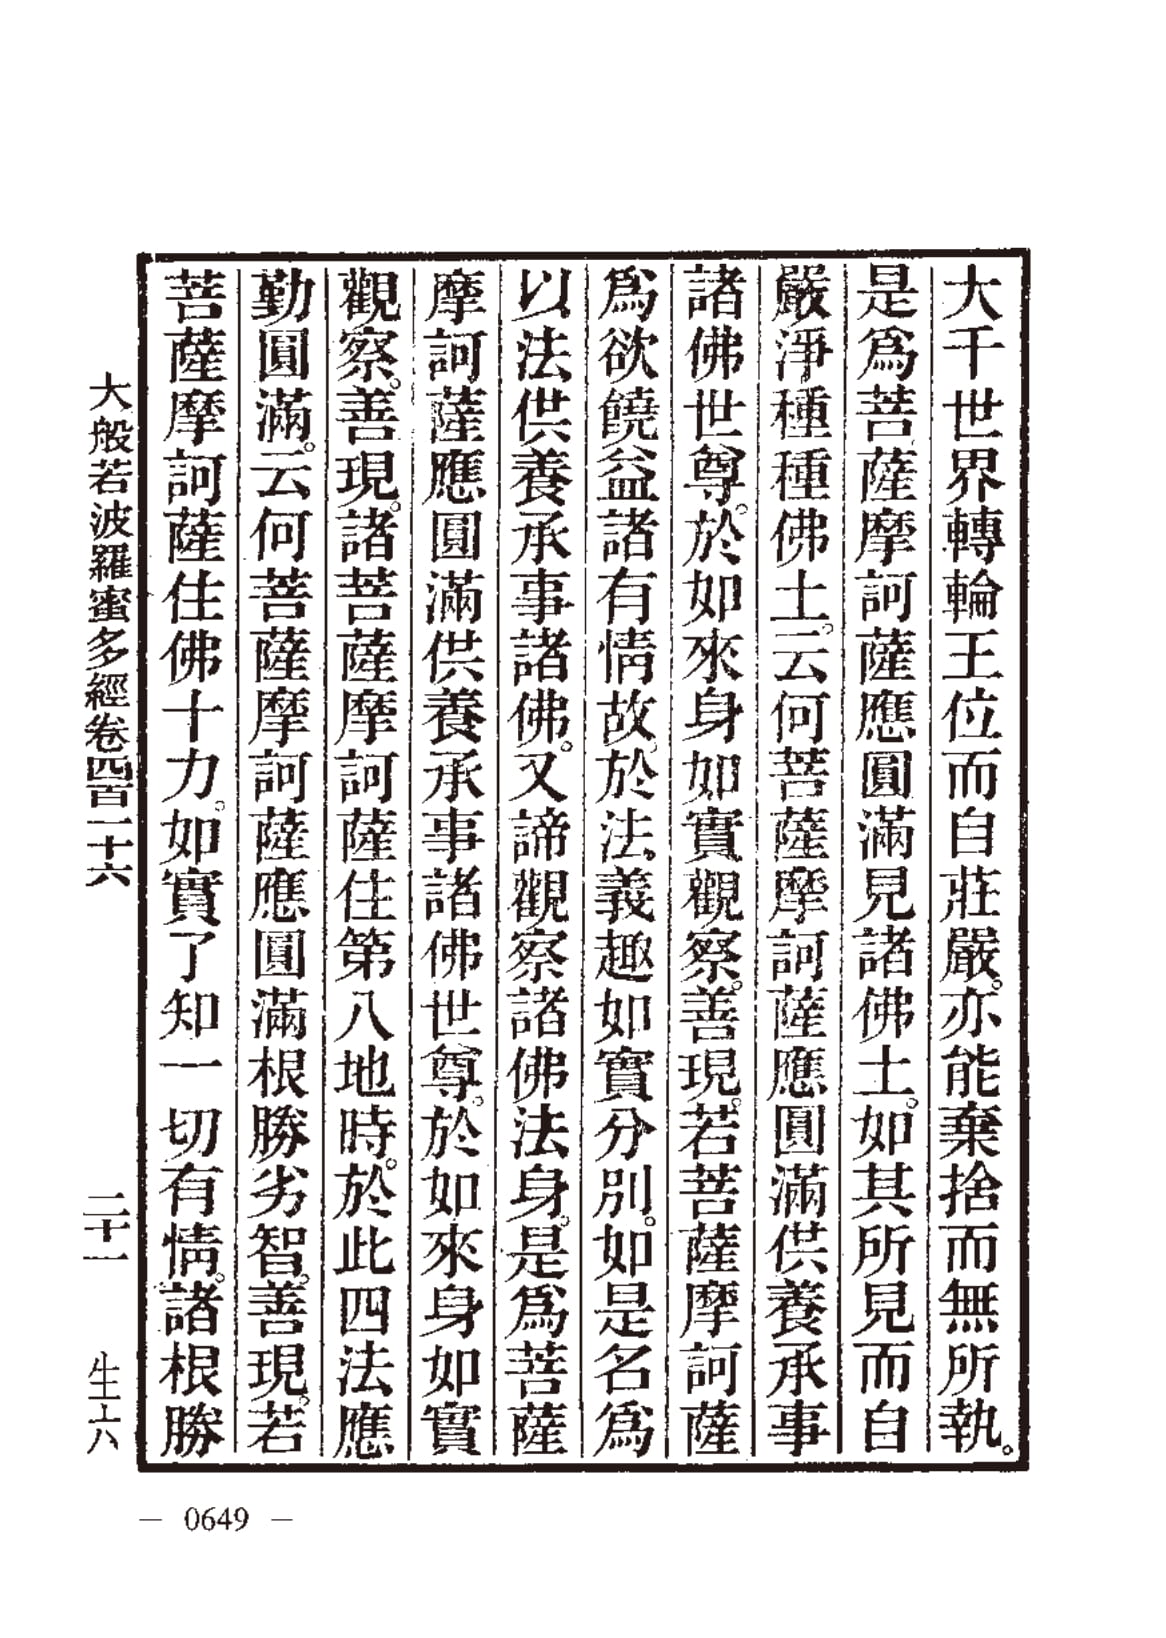 大千世界轉輪王位而自莊嚴。亦能棄捨而無所執。
是爲菩薩摩訶薩應圓滿見諸佛土。如其所見而自
嚴淨種種佛土。云何菩薩摩訶薩應圓滿供養承事
諸佛世尊。於如來身如實觀察。善現。若菩薩摩訶薩
爲欲饒益諸有情故。於法義趣如實分別。如是名爲
以法供養承事諸佛。又諦觀察諸佛法身。是爲菩薩
摩訶薩應圓滿供養承事諸佛世尊。於如來身如實
觀察。善現。諸菩薩摩訶薩住第八地時。於此四法應
勤圓滿。云何菩薩摩訶薩應圓滿根勝劣智。善現。若
菩薩摩訶薩住佛十力。如實了知一切有情。諸根勝
大般若波羅蜜多經卷四百一十六 二十一 生六
— 0649 —